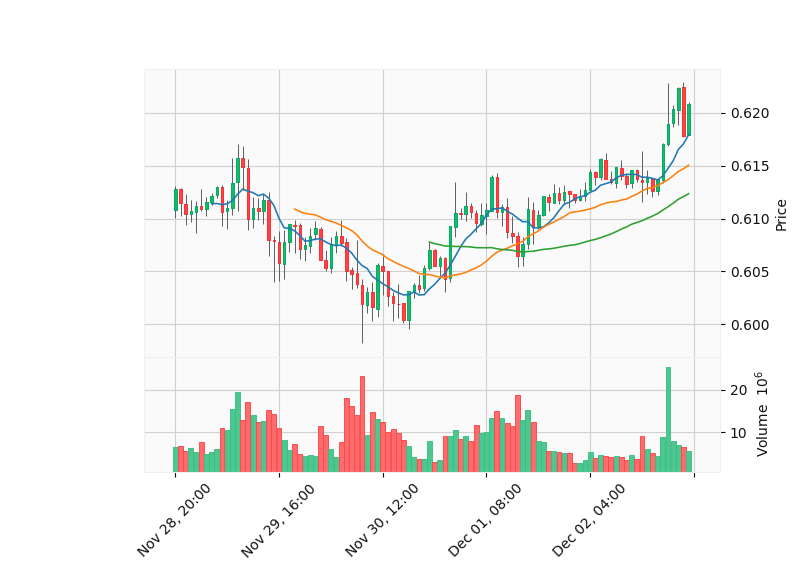 0.620
0.615
0.610
0.605
0.600
Price
20
10
Volume 10^6
Nov 28, 20:00
Nov 29, 16:00
Nov 30, 12:00
Dec 01, 08:00
Dec 02, 04:00